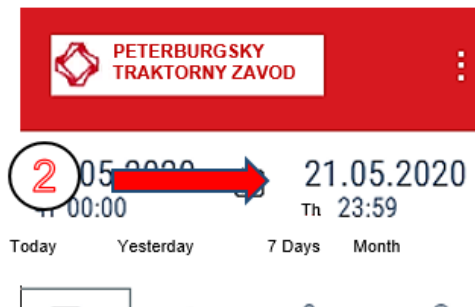 PETERBURGSKY
TRAKTORNY ZAVOD
2
21.05.2020
00:00
Th 23:59
Today Yesterday 7 Days Month